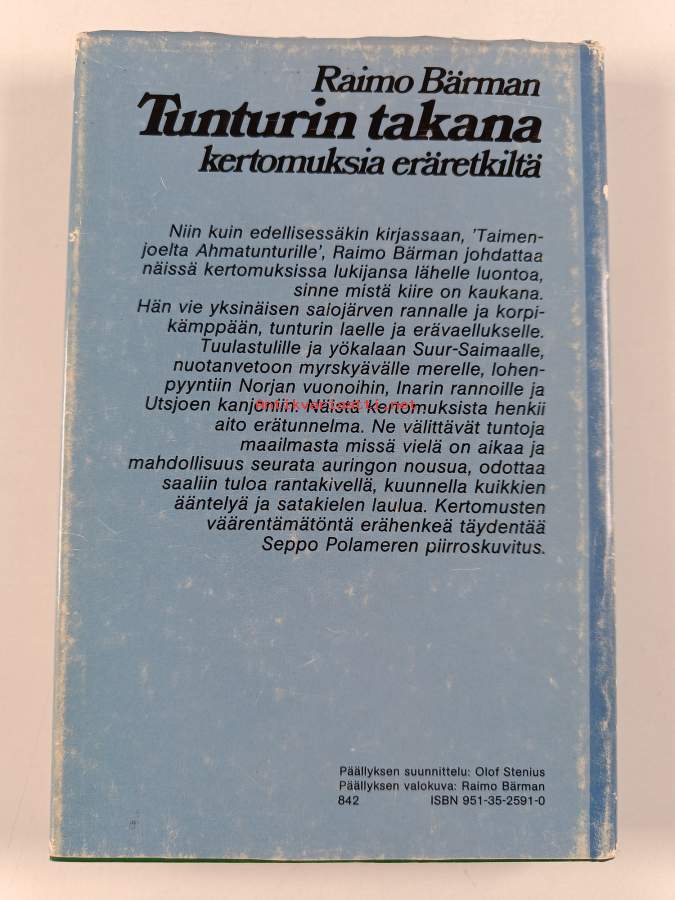 Raimo Bärman
Tunturin takana
kertomuksia eräretkiltä
Niin kuin edellisessäkin kirjassaan, 'Taimen-
joelta Ahmatunturille', Raimo Bärman johdattaa
näissä kertomuksissa lukijansa lähelle luontoa,
sinne mistä kiire on kaukana.
Hän vie yksinäisen salojärven rannalle ja korpi-
kämppään, tunturin laelle ja erävaellukselle.
Tuulastulille ja yökalaan Suur-Saimaalle,
nuotanvetoon myrskyävälle merelle, lohen-
pyyntiin Norjan vuonoihin, Inarin rannoille ja
Utsjoen kanjoniin. Näistä kertomuksista henkii
antikvariaatti.net
aito erätunnelma. Ne välittävät tuntoja
maailmasta missä vielä on aikaa ja
mahdollisuus seurata auringon nousua, odottaa
saaliin tuloa rantakivellä, kuunnella kuikkien
ääntelyä ja satakielen laulua. Kertomusten
väärentämätöntä erähenkeä täydentää
Seppo Polameren piirroskuvitus.
Päällyksen suunnittelu: Olof Stenius
Päällyksen valokuva: Raimo Bärman
842 ISBN 951-35-2591-0